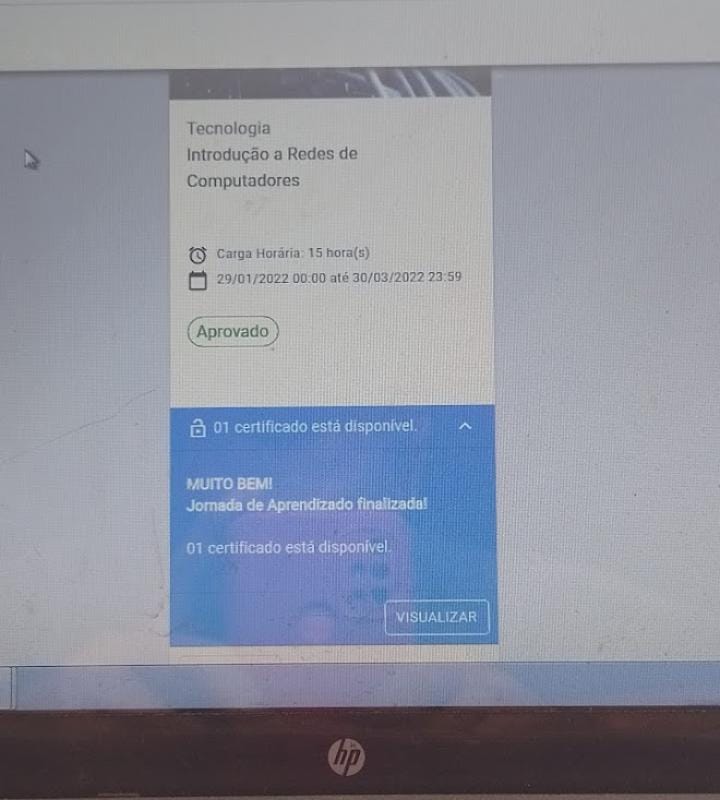 Tecnologia
Introdução a Redes de
Computadores
Carga Horária: 15 hora(s)
29/01/2022 00:00 até 30/03/2022 23:59
Aprovado
01 certificado está disponível.
MUITO BEM!
Jornada de Aprendizado finalizada!
01 certificado está disponível.
VISUALIZAR
hp